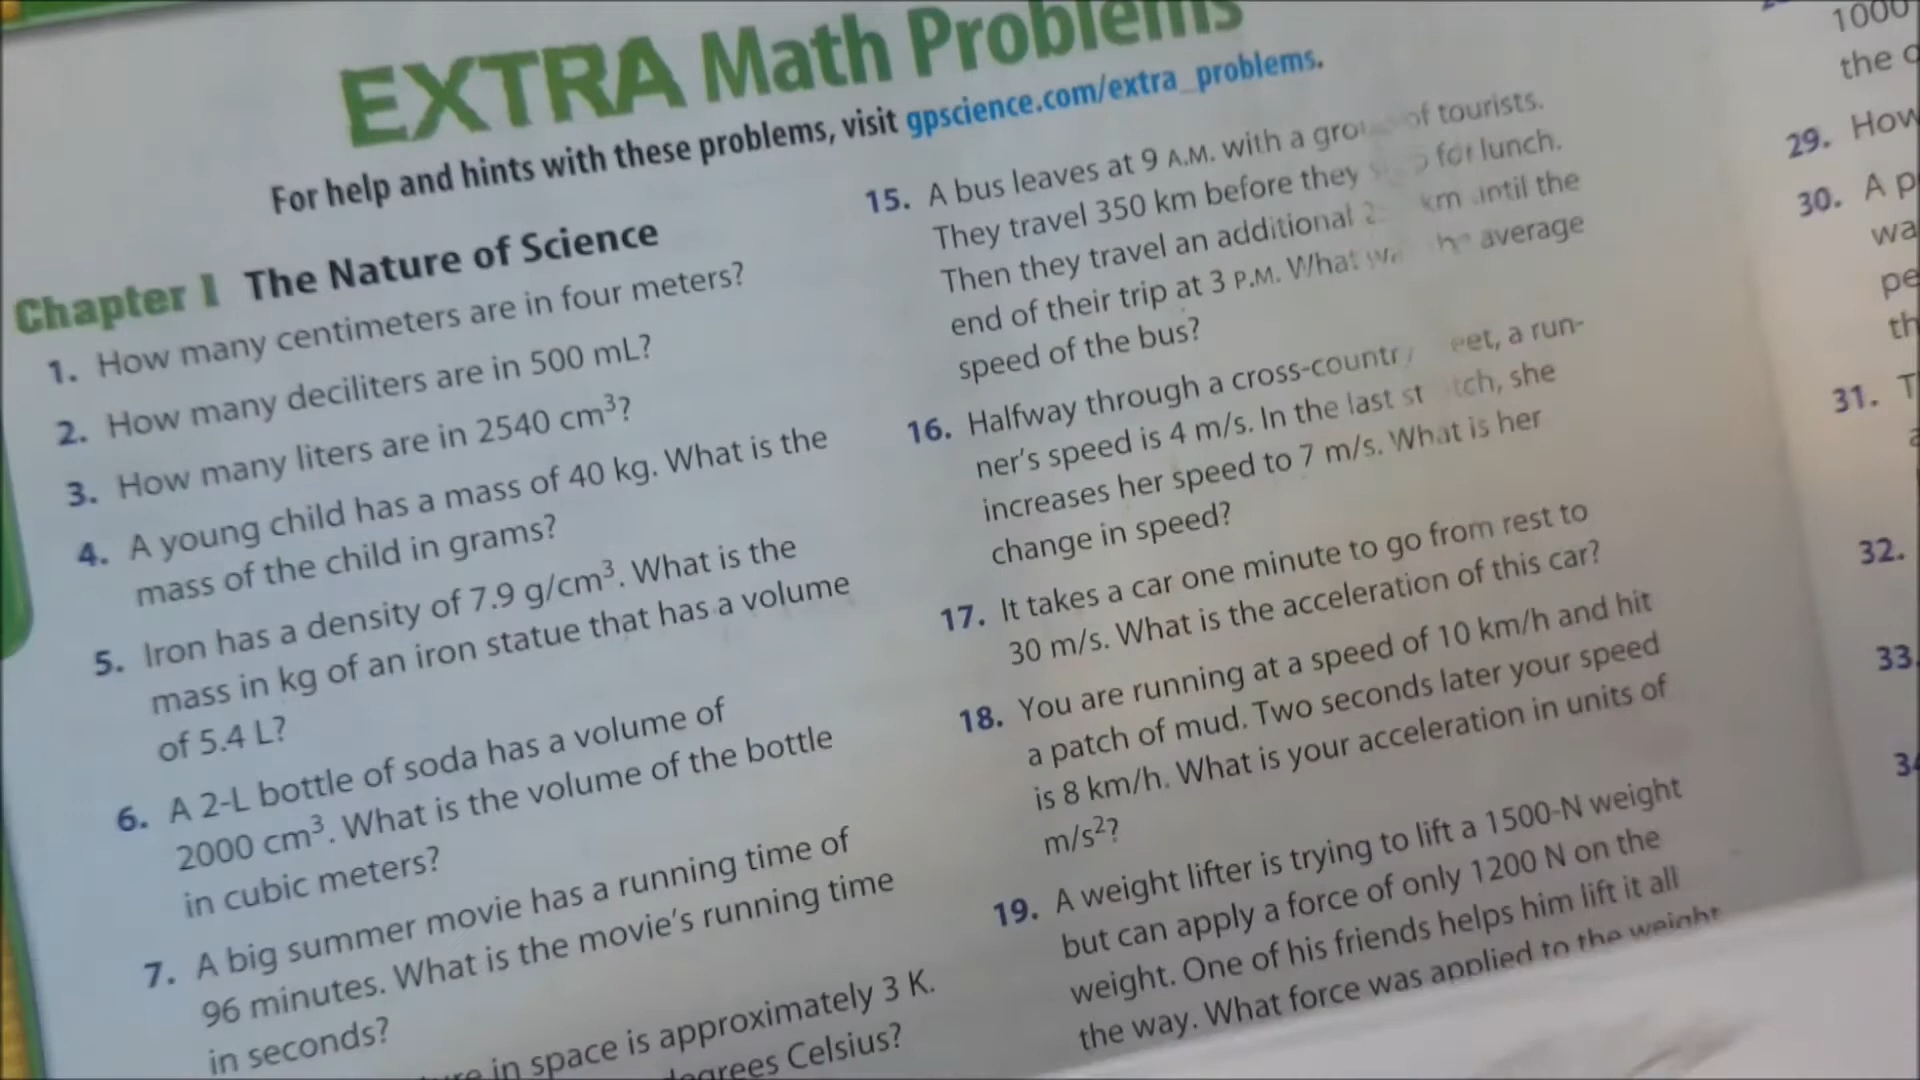 EXTRA Math Problems
For help and hints with these problems, visit gpscience.com/extra_problems.
Chapter 1 The Nature of Science
1. How many centimeters are in four meters?
2. How many deciliters are in 500 mL?
3. How many liters are in 2540 cm³?
4. A young child has a mass of 40 kg. What is the
mass of the child in grams?
5. Iron has a density of 7.9 g/cm³. What is the
mass in kg of an iron statue that has a volume
of 5.4 L?
6. A 2-L bottle of soda has a volume of
2000 cm³. What is the volume of the bottle
in cubic meters?
7. A big summer movie has a running time of
96 minutes. What is the movie's running time
in seconds?
in space is approximately 3 K.
degrees Celsius?
15. A bus leaves at 9 A.M. with a of tourists.
They travel 350 km before they for lunch.
Then they travel an additional km until the
end of their trip at 3 P.M. What average
speed of the bus?
16. Halfway through a cross-country a run-
ner's speed is 4 m/s. In the last she
increases her speed to 7 m/s. What is her
change in speed?
17. It takes a car one minute to go from rest to
30 m/s. What is the acceleration of this car?
18. You are running at a speed of 10 km/h and hit
a patch of mud. Two seconds later your speed
is 8 km/h. What is your acceleration in units of
m/s²?
19. A weight lifter is trying to lift a 1500-N weight
but can apply a force of only 1200 N on the
weight. One of his friends helps him lift it all
the way. What force was applied to the weight
1000
the
29. How
30. A
31.
32.
33.